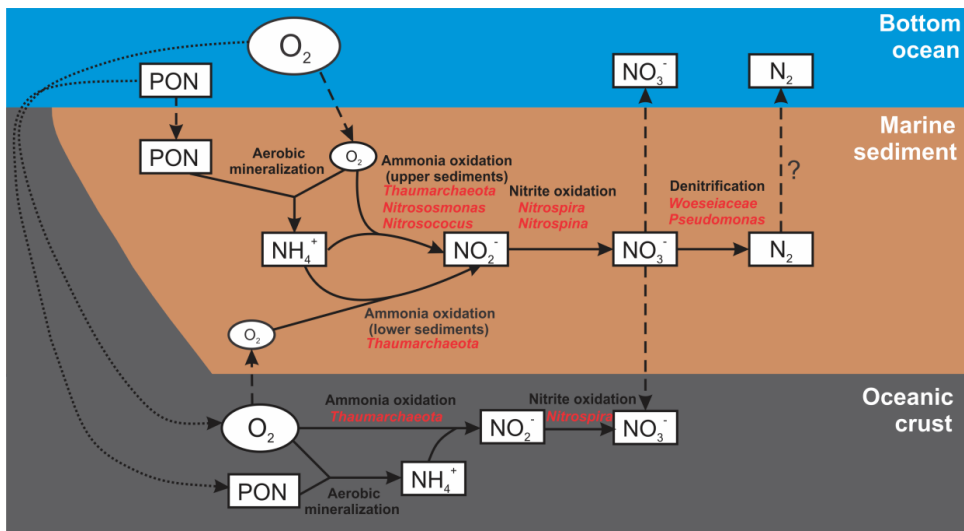 Bottom
ocean
O₂
PON
NO₃⁻
N₂
Marine
sediment
PON
Aerobic
mineralization
O₂
Ammonia oxidation
(upper sediments)
Thaumarchaeota
Nitrososmonas
Nitrosococus
Nitrite oxidation
Nitrospira
Nitrospina
Denitrification
Woeseiaceae
Pseudomonas
?
NH₄⁺
NO₂⁻
NO₃⁻
N₂
O₂
Ammonia oxidation
(lower sediments)
Thaumarchaeota
Oceanic
crust
O₂
Ammonia oxidation
Thaumarchaeota
NO₂⁻
Nitrite oxidation
Nitrospira
NO₃⁻
PON
Aerobic
mineralization
NH₄⁺